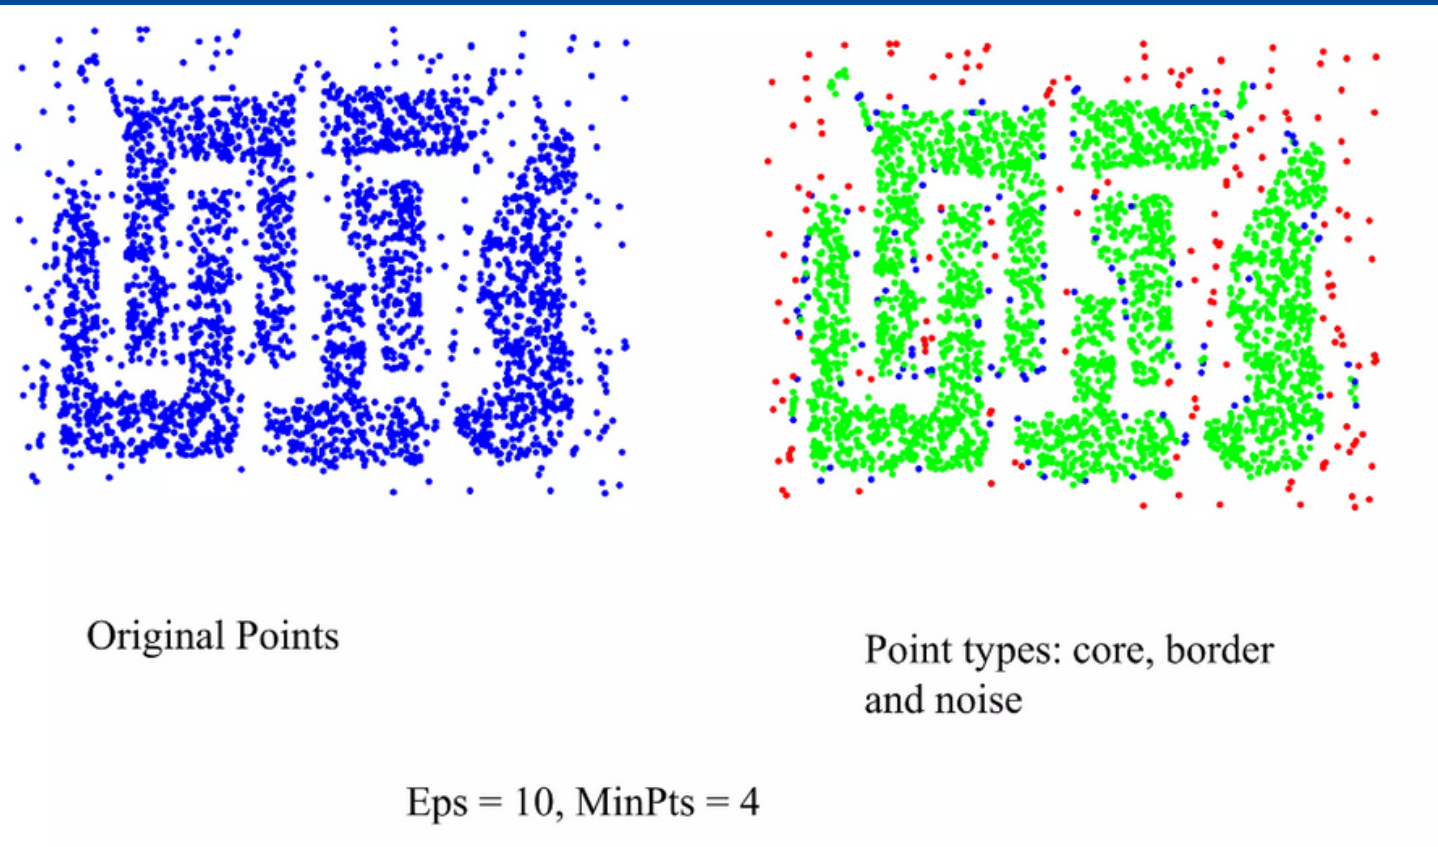 Original Points
Point types: core, border
and noise
Eps = 10, MinPts = 4